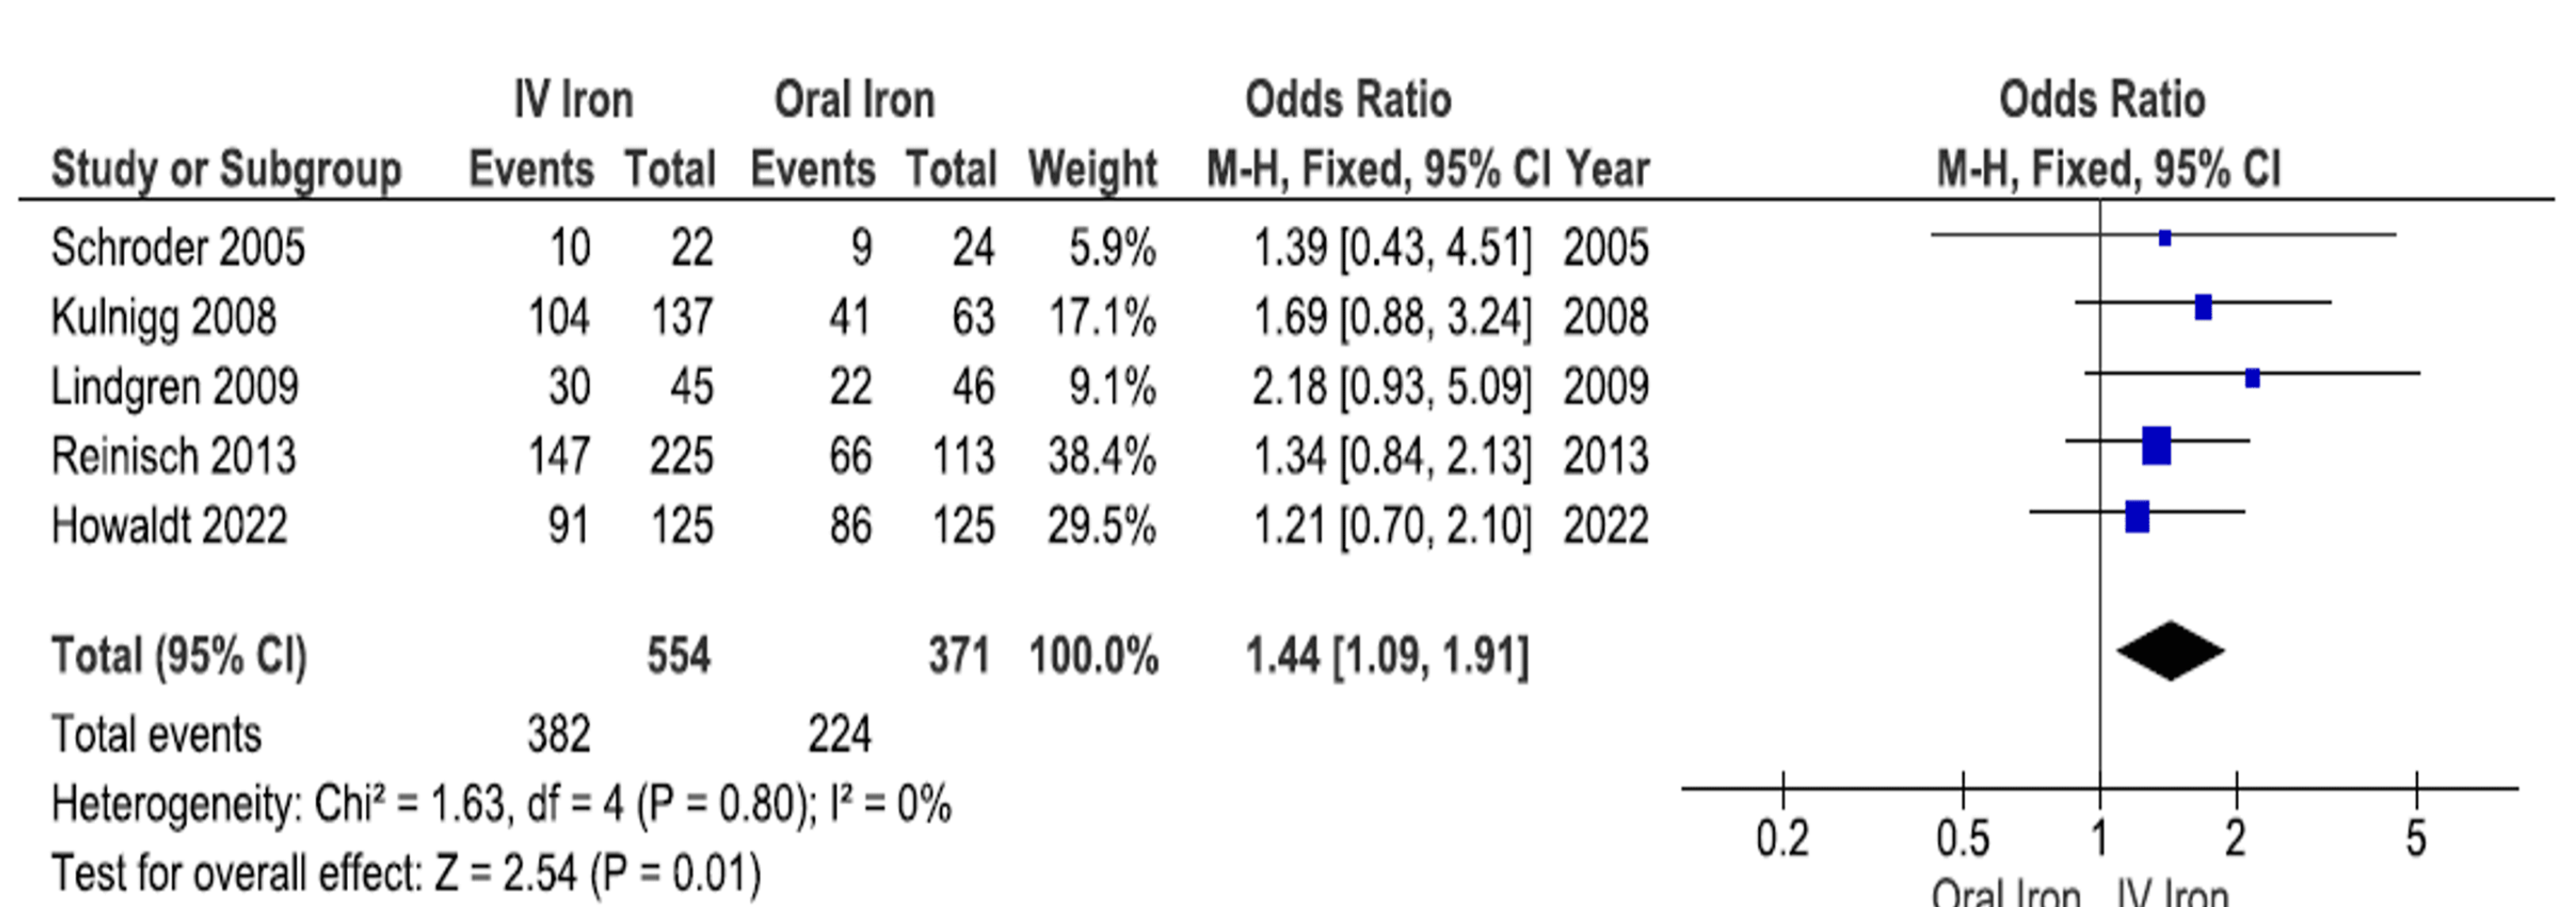 IV Iron Oral Iron Odds Ratio Odds Ratio
Study or Subgroup Events Total Events Total Weight M-H, Fixed, 95% CI Year M-H, Fixed, 95% CI
Schroder 2005 10 22 9 24 5.9% 1.39 [0.43, 4.51] 2005
Kulnigg 2008 104 137 41 63 17.1% 1.69 [0.88, 3.24] 2008
Lindgren 2009 30 45 22 46 9.1% 2.18 [0.93, 5.09] 2009
Reinisch 2013 147 225 66 113 38.4% 1.34 [0.84, 2.13] 2013
Howaldt 2022 91 125 86 125 29.5% 1.21 [0.70, 2.10] 2022
Total (95% CI) 554 371 100.0% 1.44 [1.09, 1.91]
Total events 382 224
Heterogeneity: Chi² = 1.63, df = 4 (P = 0.80); I² = 0%
Test for overall effect: Z = 2.54 (P = 0.01)
0.2 0.5 1 2 5
Oral Iron IV Iron